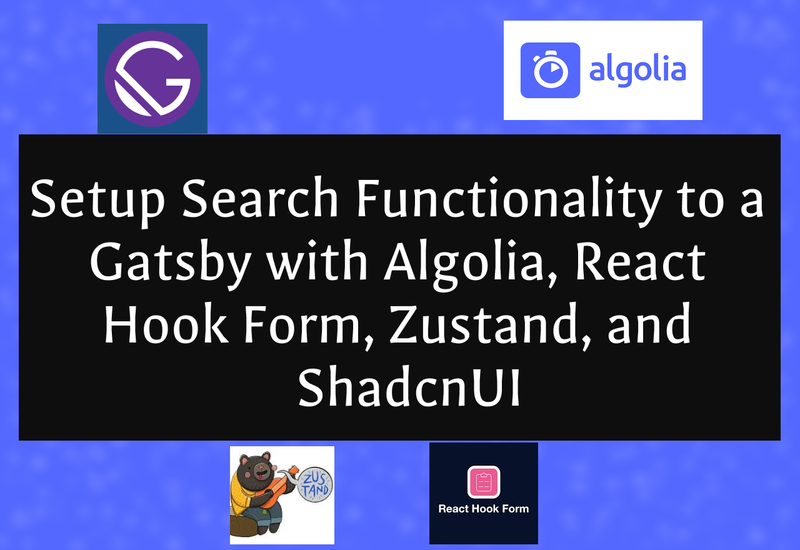 algolia
Setup Search Functionality to a
Gatsby with Algolia, React
Hook Form, Zustand, and
ShadcnUI
ZUS
TAND
React Hook Form